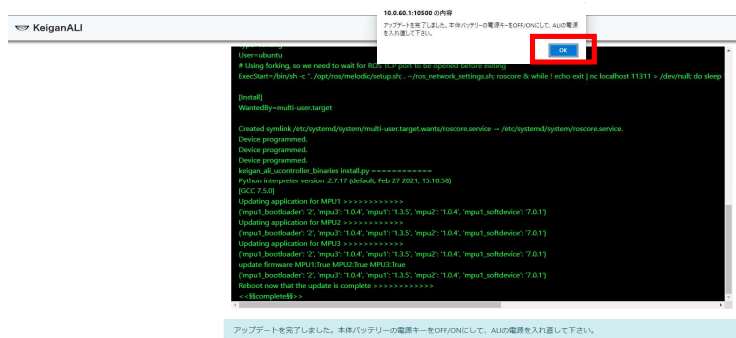 10.0.60.1:10500 の内容
アップデートを完了しました。本体バッテリーの電源キーをOFF/ONにして、ALIの電源
を入れ直して下さい。
OK
KeiganALI
User=ubuntu
# Using forking, so we need to wait for ROS TCP port to be opened before exiting
ExecStart=/bin/sh -c ". /opt/ros/melodic/setup.sh; . ~/ros_network_settings.sh; roscore & while ! echo exit | nc localhost 11311 > /dev/null; do sleep
[Install]
WantedBy=multi-user.target
Created symlink /etc/systemd/system/multi-user.target.wants/roscore.service → /etc/systemd/system/roscore.service.
Device programmed.
Device programmed.
Device programmed.
keigan_ali_ucontroller_binaries install.py ============
Python interpreter version :2.7.17 (default, Feb 27 2021, 15:10:58)
[GCC 7.5.0]
Updating application for MPU1 >>>>>>>>>>>>
{'mpu1_bootloader': '2', 'mpu3': '1.0.4', 'mpu1': '1.3.5', 'mpu2': '1.0.4', 'mpu1_softdevice': '7.0.1'}
Updating application for MPU2 >>>>>>>>>>>>
{'mpu1_bootloader': '2', 'mpu3': '1.0.4', 'mpu1': '1.3.5', 'mpu2': '1.0.4', 'mpu1_softdevice': '7.0.1'}
Updating application for MPU3 >>>>>>>>>>>>
{'mpu1_bootloader': '2', 'mpu3': '1.0.4', 'mpu1': '1.3.5', 'mpu2': '1.0.4', 'mpu1_softdevice': '7.0.1'}
update firmware MPU1:True MPU2:True MPU3:True
{'mpu1_bootloader': '2', 'mpu3': '1.0.4', 'mpu1': '1.3.5', 'mpu2': '1.0.4', 'mpu1_softdevice': '7.0.1'}
Reboot now that the update is complete >>>>>>>>>>>>
<<§§complete§§>>
アップデートを完了しました。本体バッテリーの電源キーをOFF/ONにして、ALIの電源を入れ直して下さい。